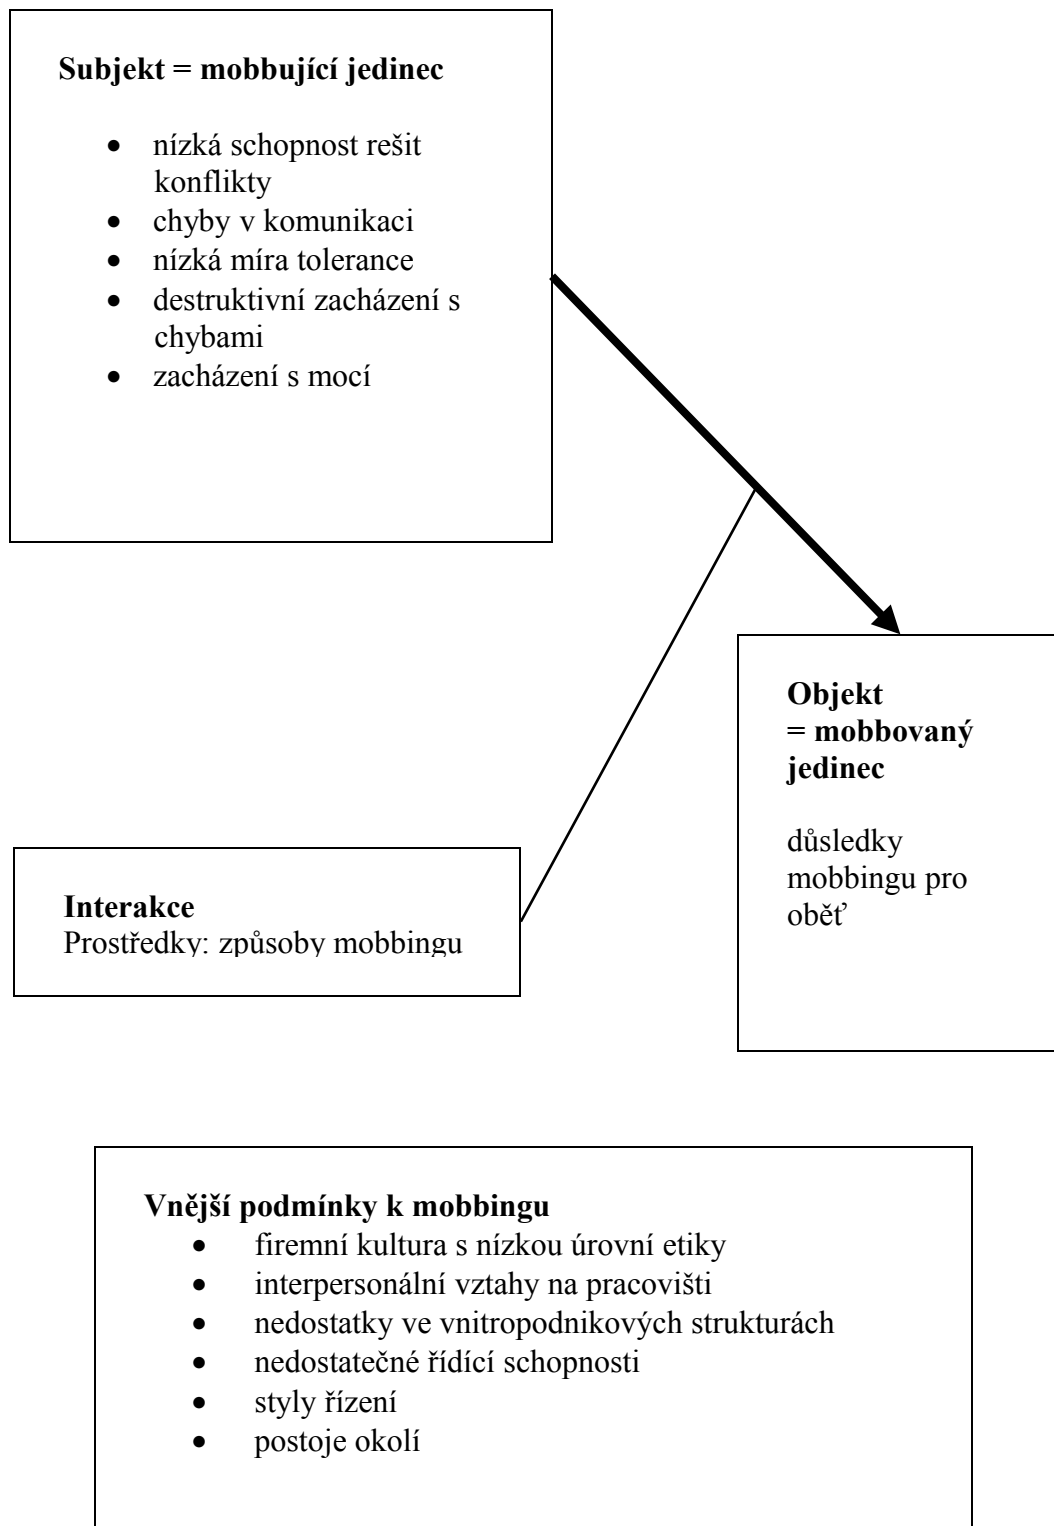 Subjekt = mobbující jedinec
• nízká schopnost rešit
konflikty
• chyby v komunikaci
• nízká míra tolerance
• destruktivní zacházení s
chybami
• zacházení s mocí
Objekt
= mobbovaný
jedinec
důsledky
mobbingu pro
oběť
Interakce
Prostředky: způsoby mobbingu
Vnější podmínky k mobbingu
• firemní kultura s nízkou úrovní etiky
• interpersonální vztahy na pracovišti
• nedostatky ve vnitropodnikových strukturách
• nedostatečné řídící schopnosti
• styly řízení
• postoje okolí